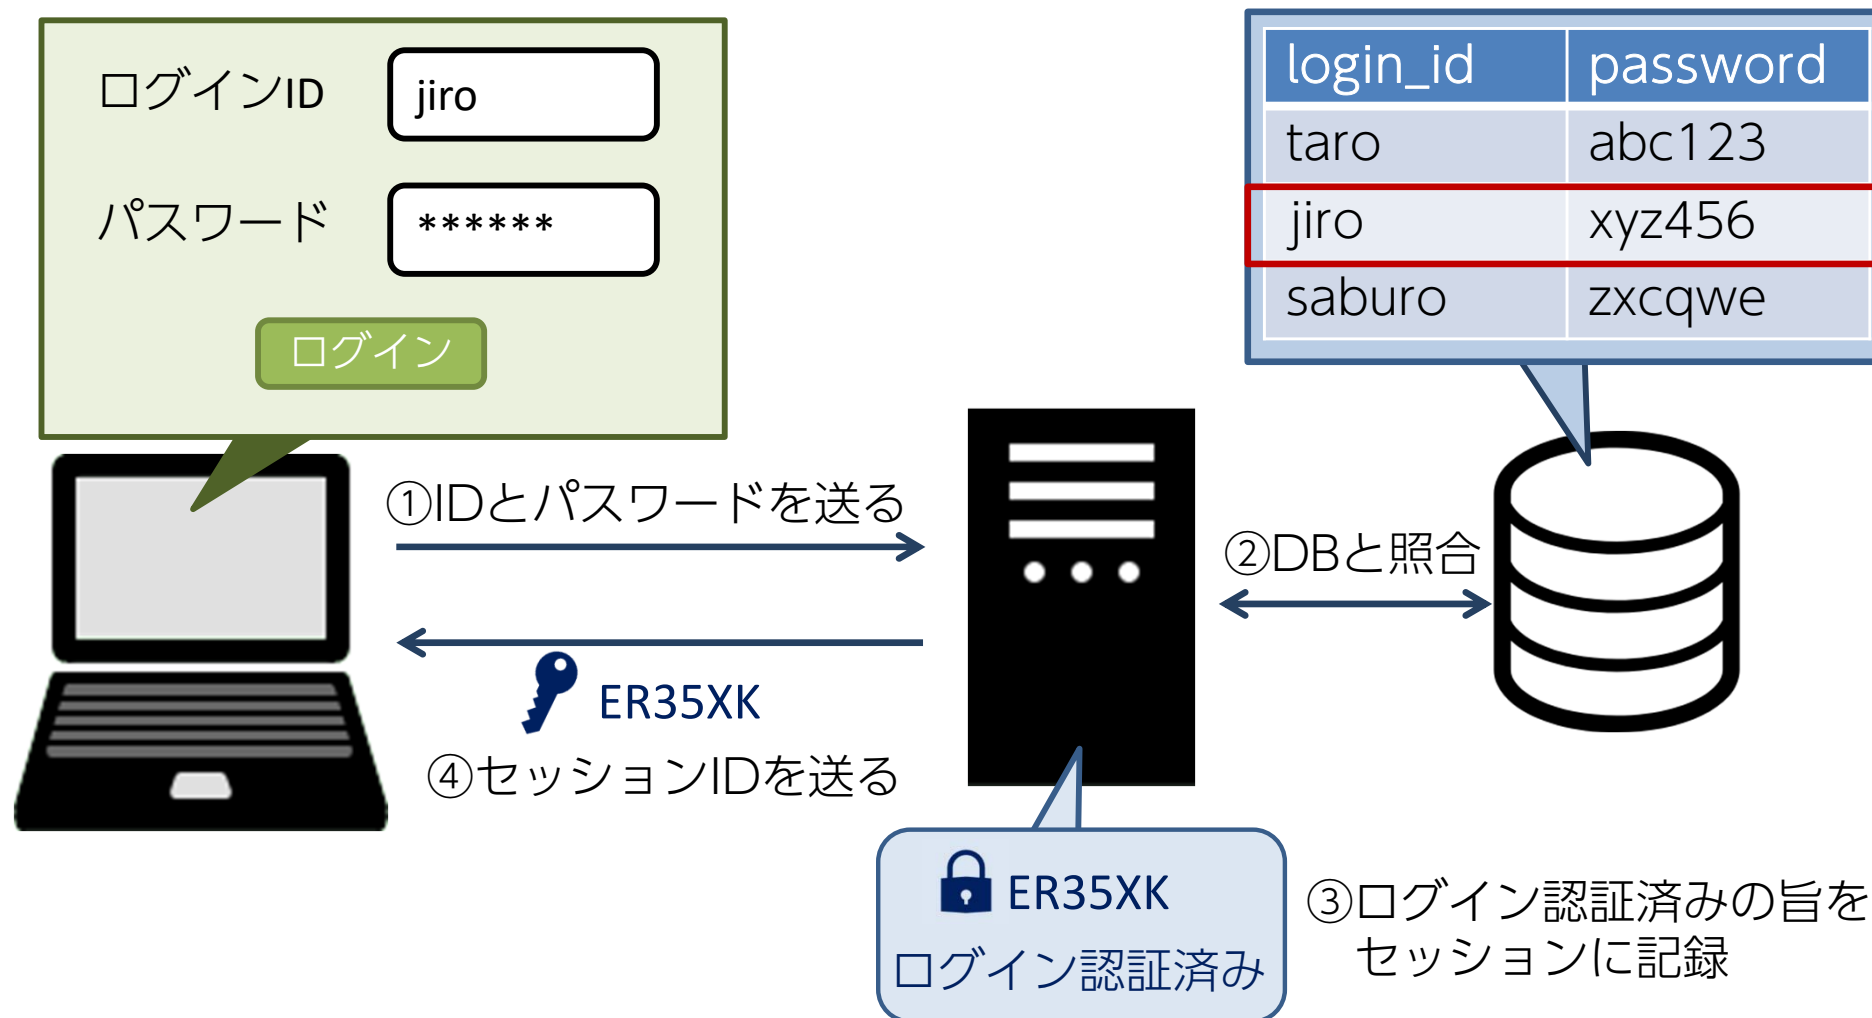 ログインID
jiro
パスワード
******
ログイン
login_id password
taro abc123
jiro xyz456
saburo zxcqwe
①IDとパスワードを送る
②DBと照合
ER35XK
④セッションIDを送る
ER35XK
ログイン認証済み
③ログイン認証済みの旨を
セッションに記録